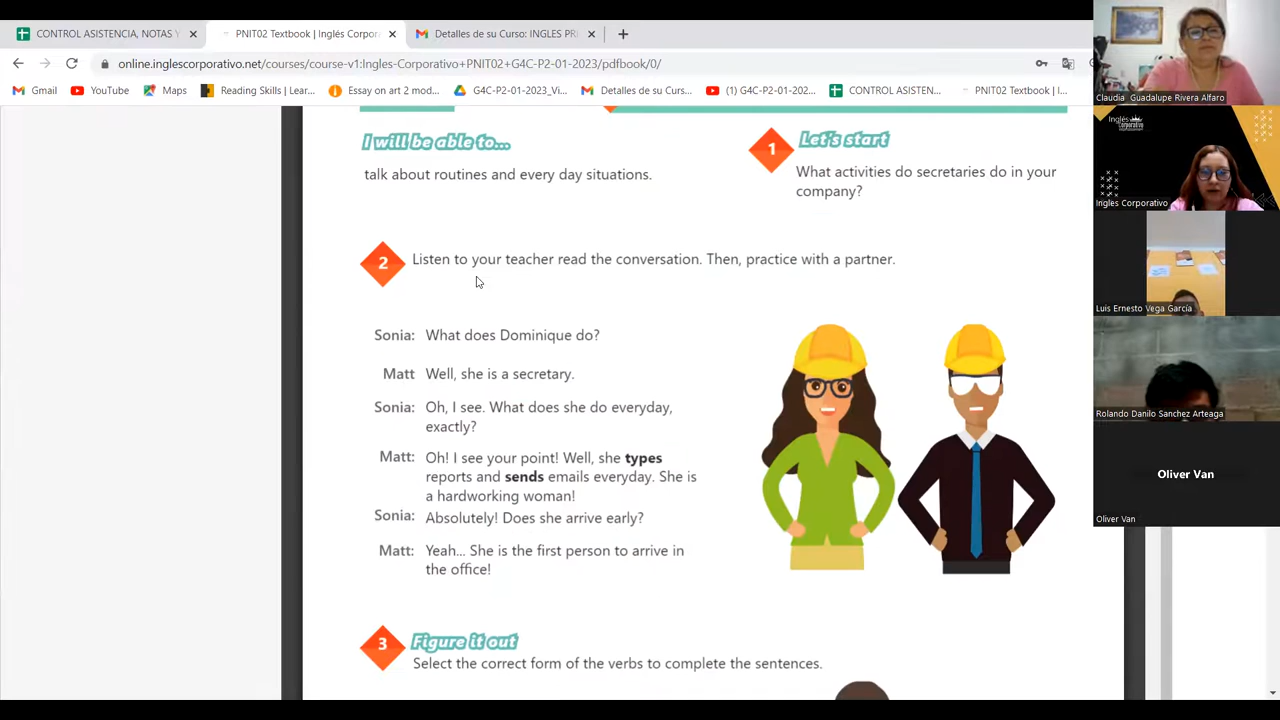 CONTROL ASISTENCIA, NOTAS Y
PNIT02 Textbook | Inglés Corpor
Detalles de su Curso: INGLES PR
online.inglescorporativo.net/courses/course-v1:Ingles-Corporativo+PNIT02+G4C-P2-01-2023/pdfbook/0/
Gmail
YouTube
Maps
Reading Skills | Lear...
Essay on art 2 mod...
G4C-P2-01-2023_Vi...
Detalles de su Curs...
(1) G4C-P2-01-202...
CONTROL ASISTEN...
PNIT02 Textbook | I...
I will be able to...
talk about routines and every day situations.
1
Let's start
What activities do secretaries do in your
company?
2
Listen to your teacher read the conversation. Then, practice with a partner.
Sonia: What does Dominique do?
Matt Well, she is a secretary.
Sonia: Oh, I see. What does she do everyday,
exactly?
Matt: Oh! I see your point! Well, she types
reports and sends emails everyday. She is
a hardworking woman!
Sonia: Absolutely! Does she arrive early?
Matt: Yeah... She is the first person to arrive in
the office!
3
Figure it out
Select the correct form of the verbs to complete the sentences.
Claudia Guadalupe Rivera Alfaro
Inglés
Corporativo
Ingles Corporativo
Luis Ernesto Vega García
Rolando Danilo Sanchez Arteaga
Oliver Van
Oliver Van